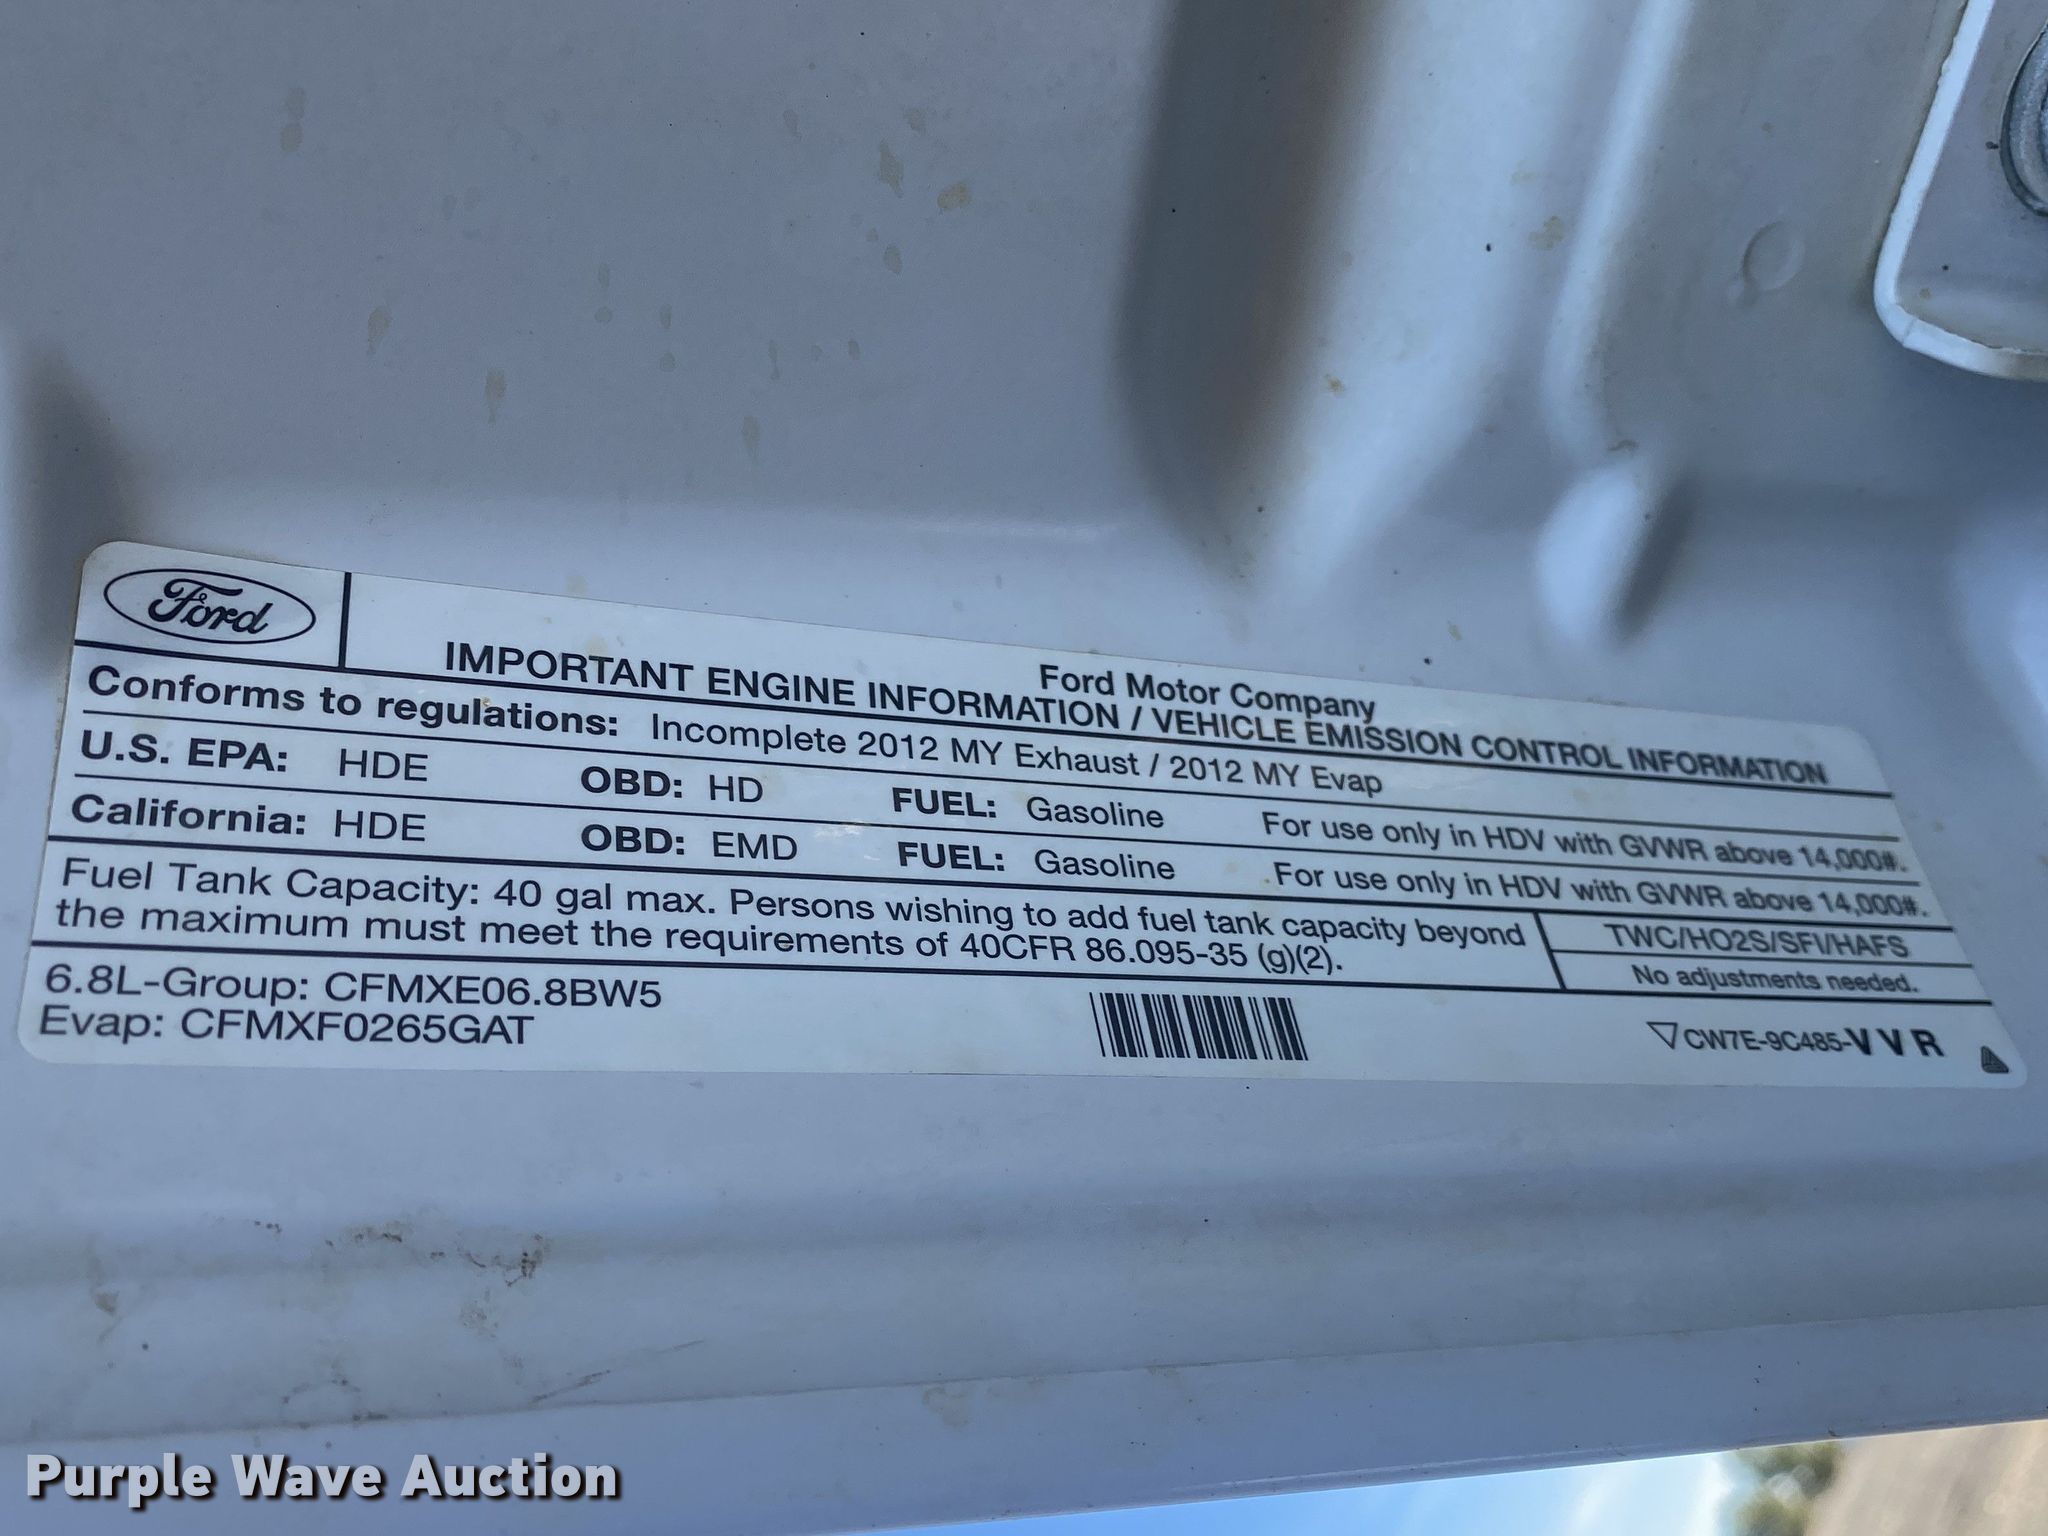 Ford
Ford Motor Company
IMPORTANT ENGINE INFORMATION / VEHICLE EMISSION CONTROL INFORMATION
Conforms to regulations: Incomplete 2012 MY Exhaust / 2012 MY Evap
U.S. EPA: HDE OBD: HD FUEL: Gasoline For use only in HDV with GVWR above 14,000#.
California: HDE OBD: EMD FUEL: Gasoline For use only in HDV with GVWR above 14,000#.
Fuel Tank Capacity: 40 gal max. Persons wishing to add fuel tank capacity beyond
the maximum must meet the requirements of 40CFR 86.095-35 (g)(2).
TWC/HO2S/SFI/HAFS
No adjustments needed.
6.8L-Group: CFMXE06.8BW5
Evap: CFMXF0265GAT
CW7E-9C485-V V R
Purple Wave Auction